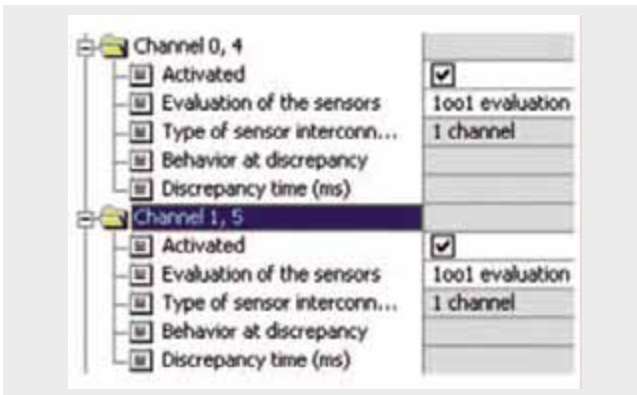 Channel 0, 4
Activated
Evaluation of the sensors 1oo1 evaluation
Type of sensor interconn... 1 channel
Behavior at discrepancy
Discrepancy time (ms)
Channel 1, 5
Activated
Evaluation of the sensors 1oo1 evaluation
Type of sensor interconn... 1 channel
Behavior at discrepancy
Discrepancy time (ms)